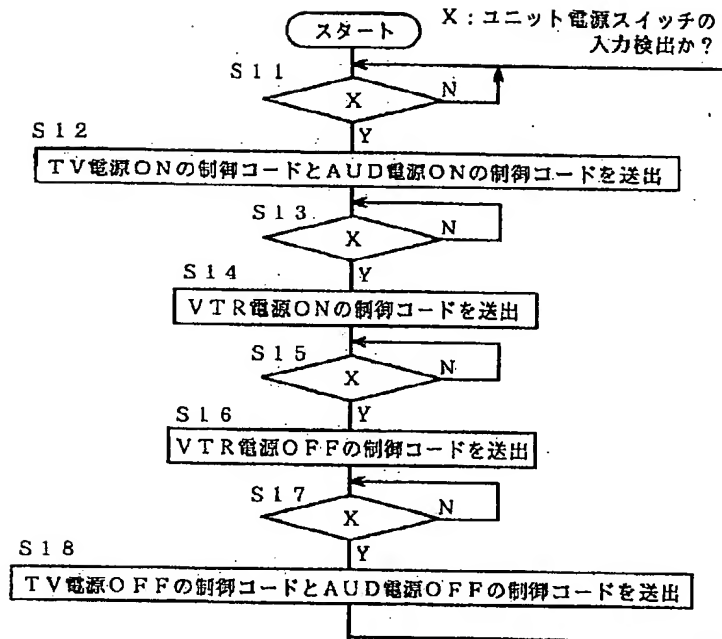 スタート
X:ユニット電源スイッチの
入力検出か?
S11
X
N
Y
S12
TV電源ONの制御コードとAUD電源ONの制御コードを送出
S13
X
N
Y
S14
VTR電源ONの制御コードを送出
S15
X
N
Y
S16
VTR電源OFFの制御コードを送出
S17
X
N
Y
S18
TV電源OFFの制御コードとAUD電源OFFの制御コードを送出